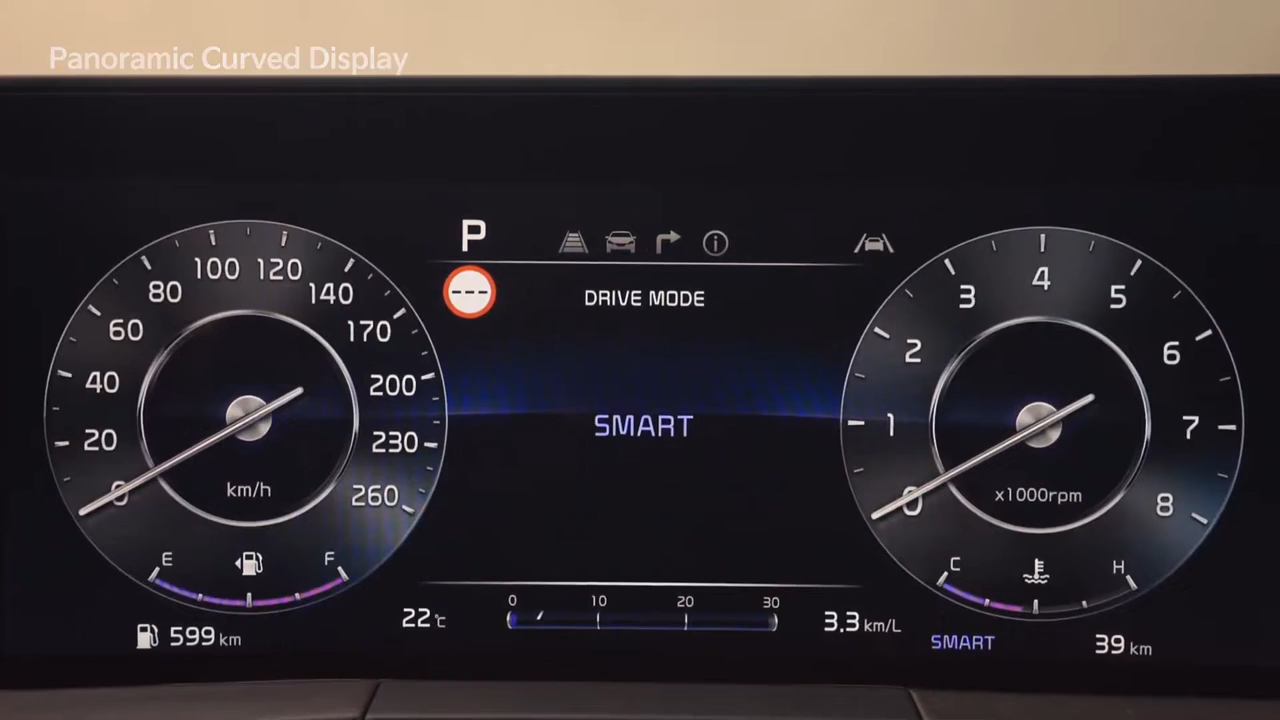 Panoramic Curved Display
P
---
DRIVE MODE
SMART
0
20
40
60
80
100
120
140
170
200
230
260
km/h
E
F
599 km
22℃
0 10 20 30
3.3 km/L
0
1
2
3
4
5
6
7
8
x1000rpm
C
H
SMART
39 km